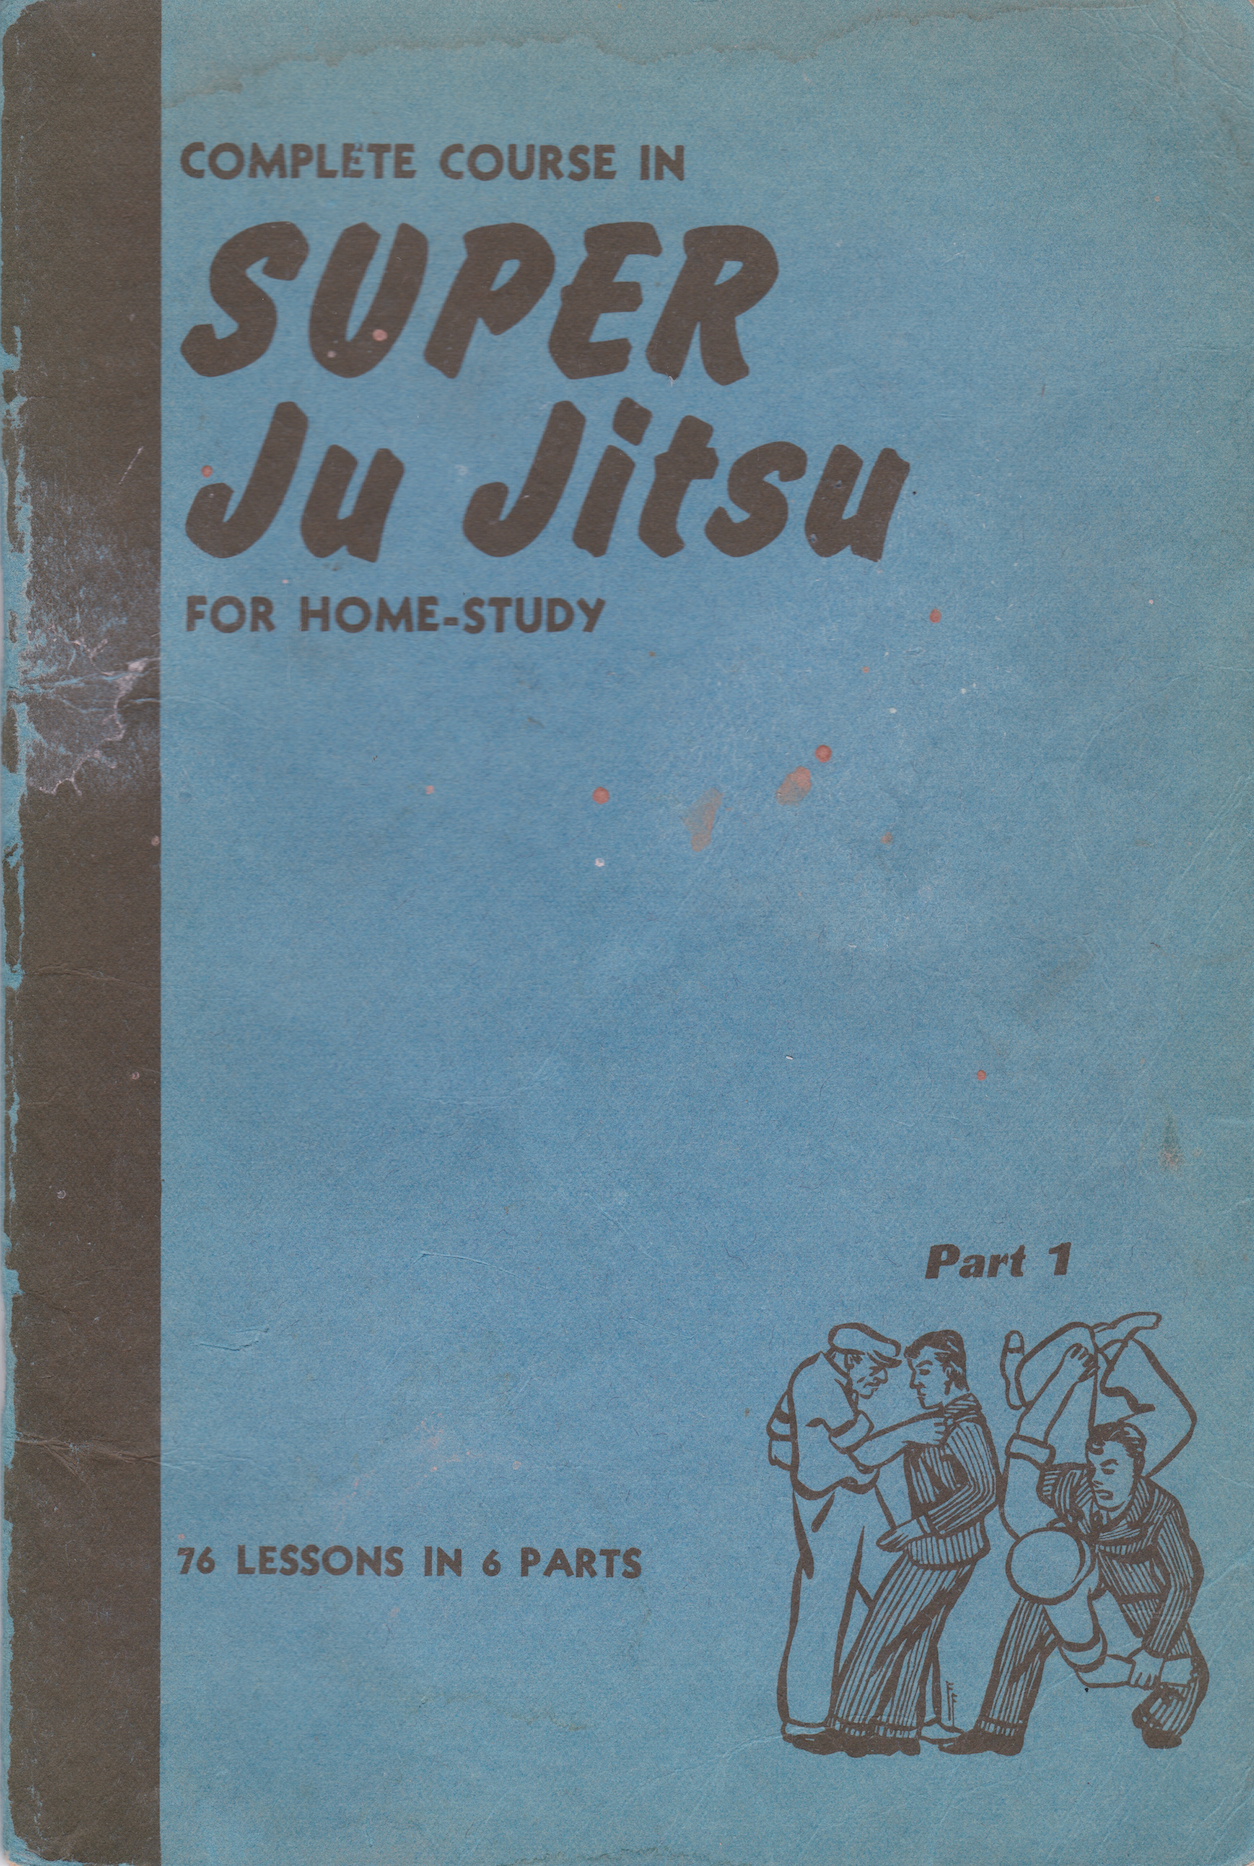 COMPLETE COURSE IN
SUPER
Ju Jitsu
FOR HOME-STUDY
Part 1
76 LESSONS IN 6 PARTS